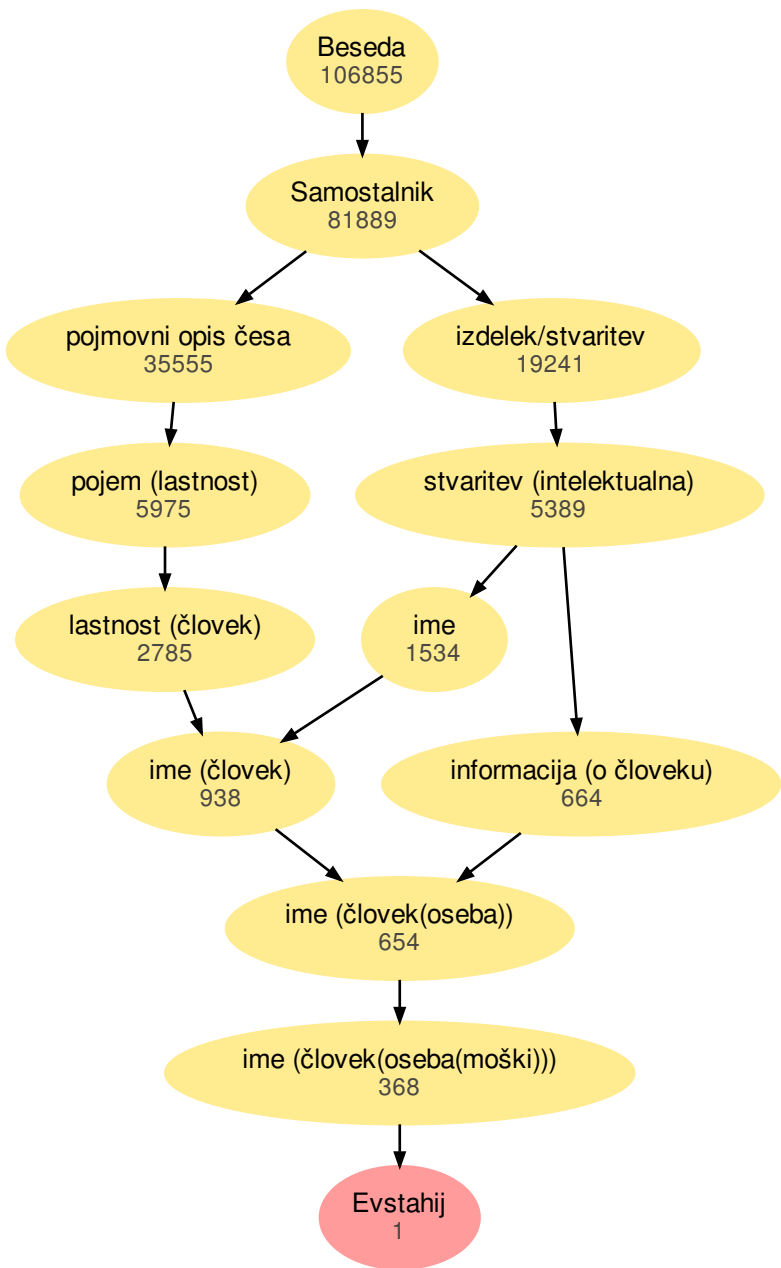 Beseda
106855
Samostalnik
81889
pojmovni opis česa
35555
izdelek/stvaritev
19241
pojem (lastnost)
5975
stvaritev (intelektualna)
5389
lastnost (človek)
2785
ime
1534
ime (človek)
938
informacija (o človeku)
664
ime (človek(oseba))
654
ime (človek(oseba(moški)))
368
Evstahij
1